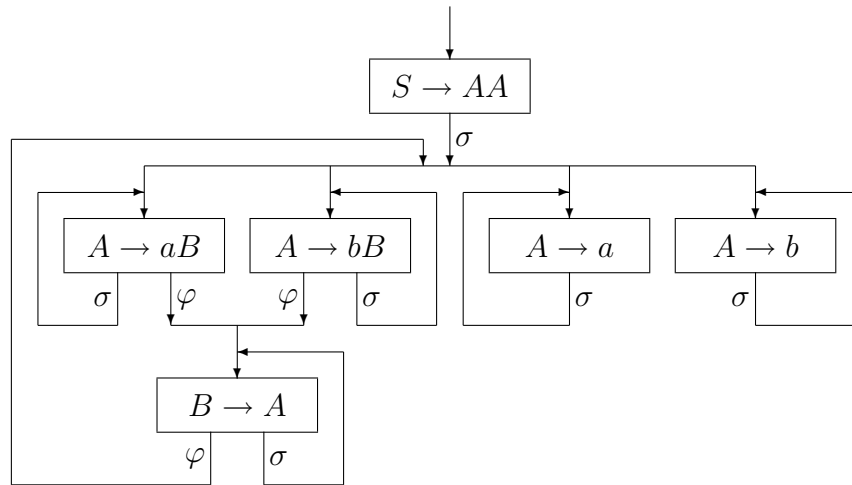 S → AA
σ
A → aB
A → bB
A → a
A → b
σ φ φ σ σ σ
B → A
φ σ